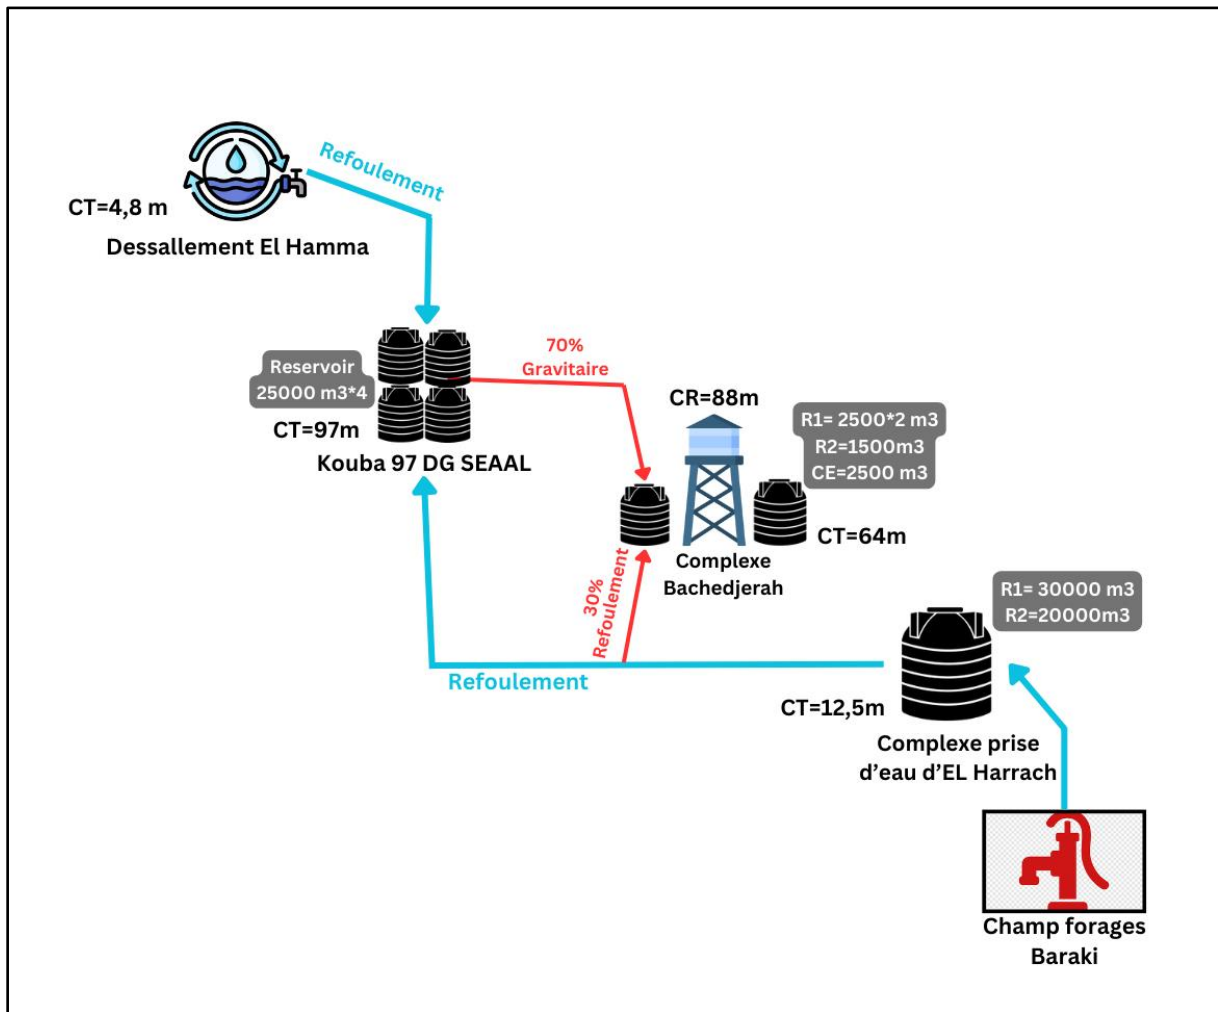 Refoulement
CT=4,8 m
Dessallement El Hamma
Reservoir
25000 m3*4
70%
Gravitaire
CT=97m
Kouba 97 DG SEAAL
CR=88m
R1= 2500*2 m3
R2=1500m3
CE=2500 m3
CT=64m
Complexe
Bachedjerah
30%
Refoulement
R1= 30000 m3
R2=20000m3
Refoulement
CT=12,5m
Complexe prise
d’eau d’EL Harrach
Champ forages
Baraki